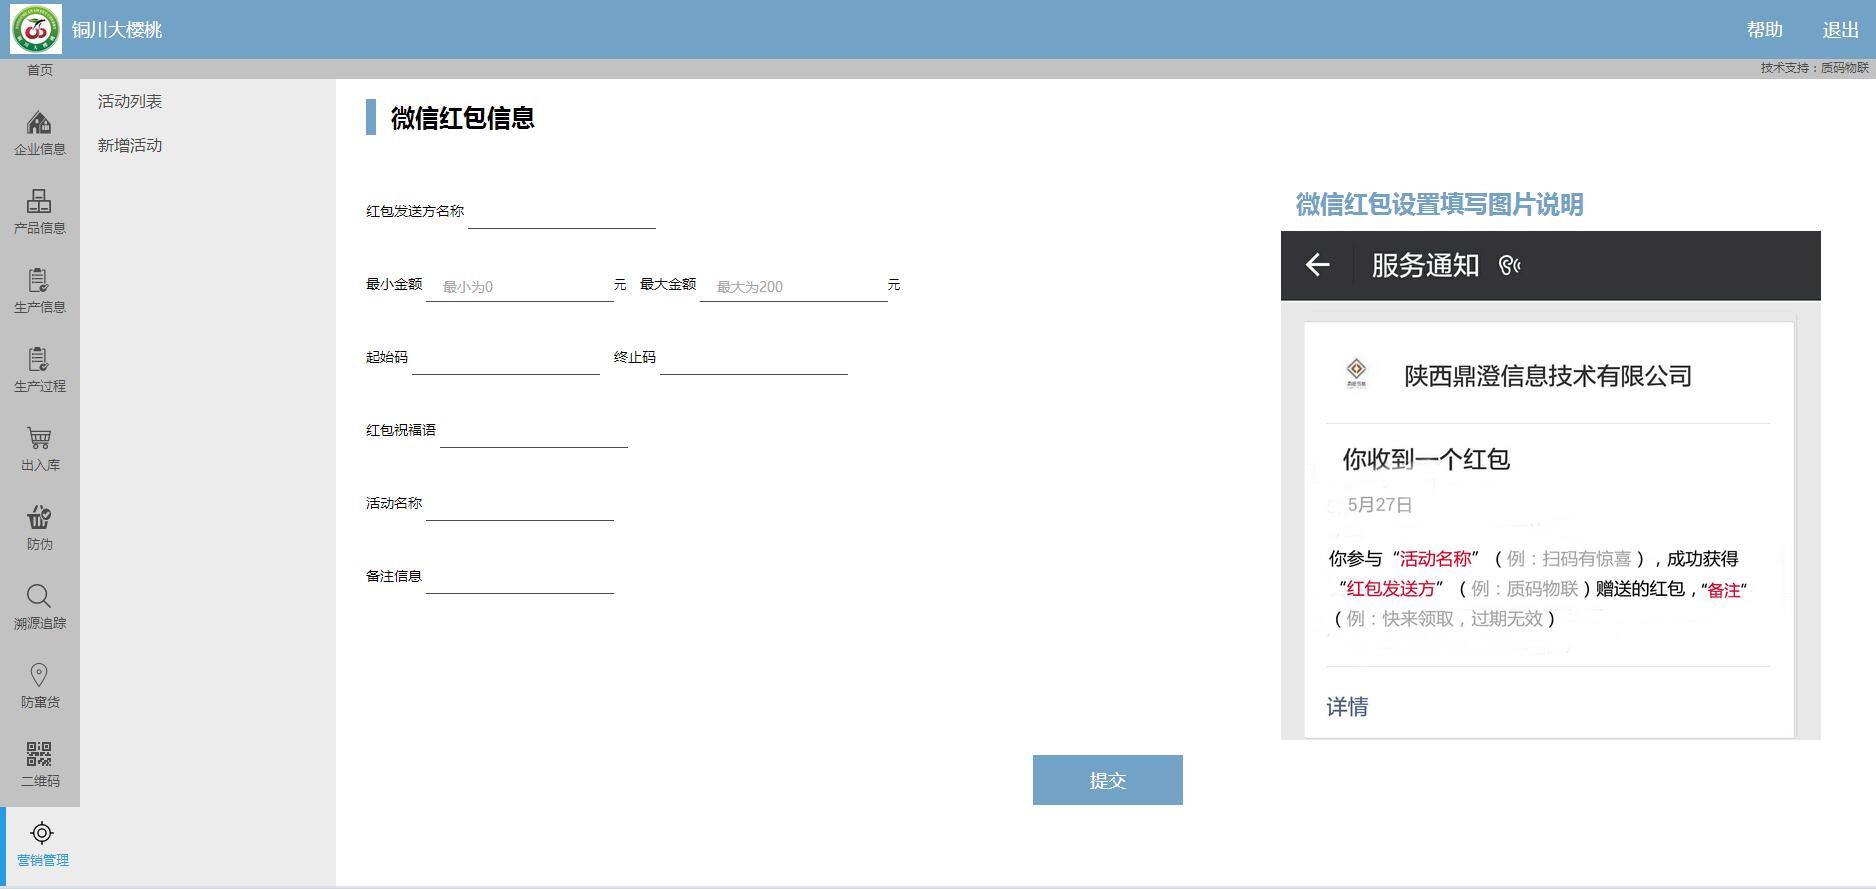 铜川大樱桃
帮助
退出
首页
技术支持：质码物联
企业信息
产品信息
生产信息
生产过程
出入库
防伪
溯源追踪
防窜货
二维码
营销管理
活动列表
新增活动
微信红包信息
红包发送方名称
最小金额 最小为0 元 最大金额 最大为200 元
起始码 终止码
红包祝福语
活动名称
备注信息
提交
微信红包设置填写图片说明
服务通知
陕西鼎澄信息技术有限公司
你收到一个红包
5月27日
你参与“活动名称”（例：扫码有惊喜），成功获得
“红包发送方”（例：质码物联）赠送的红包，“备注”
（例：快来领取，过期无效）
详情